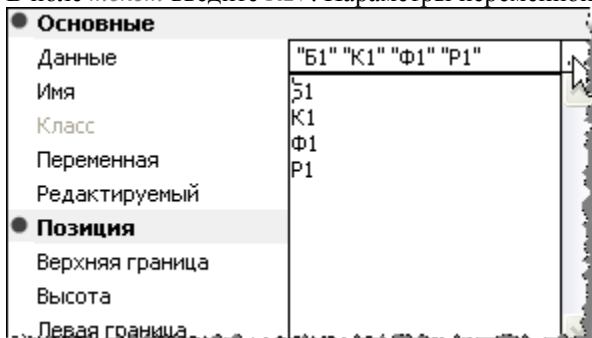 Основные
Данные "Б1" "К1" "Ф1" "Р1"
Имя Б1
Класс К1
Ф1
Переменная Р1
Редактируемый
Позиция
Верхняя граница
Высота
Левая граница